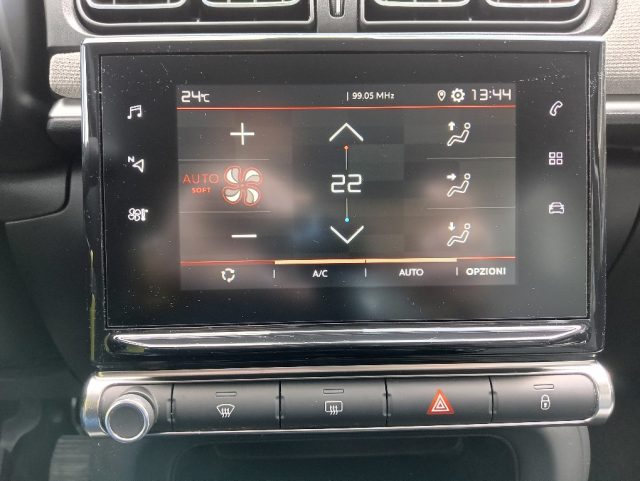 24°C | 99.05 MHz 13:44
N
AUTO
SOFT
22
A/C | AUTO | OPZIONI